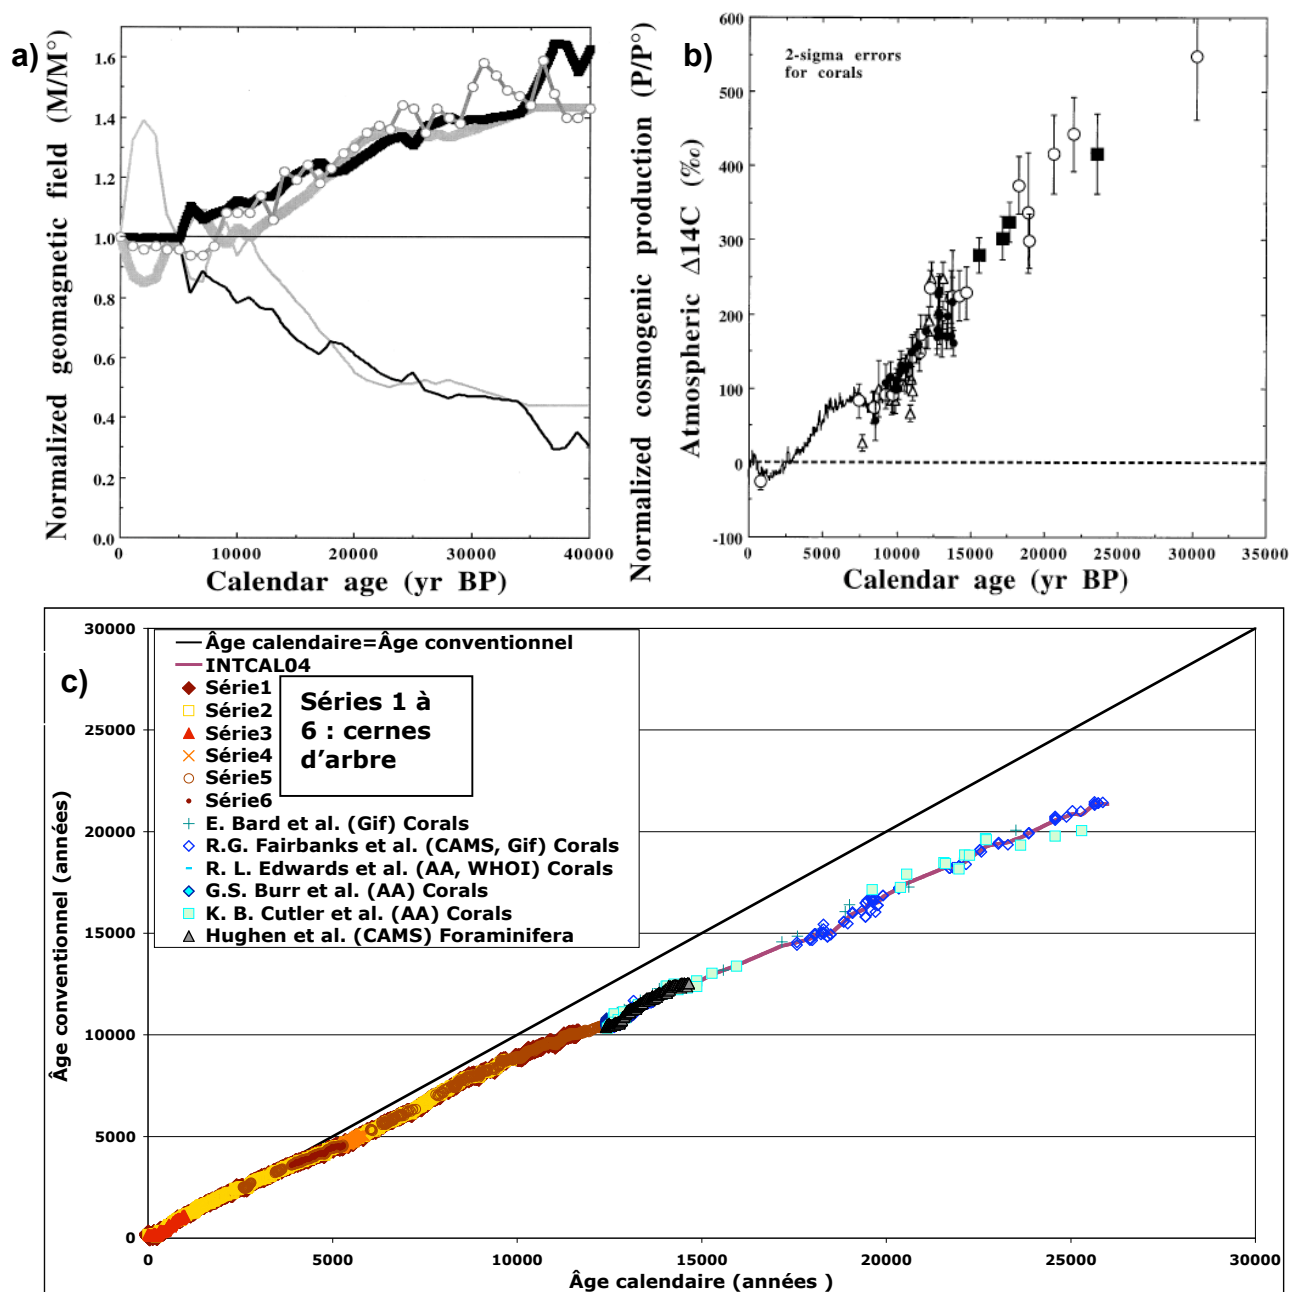 a)
Normalized geomagnetic field (M/M°)
1.6
1.4
1.2
1.0
0.8
0.6
0.4
0.2
0.0
0
10000
20000
30000
40000
Calendar age (yr BP)
Normalized cosmogenic production (P/P°)
b)
Atmospheric Δ14C (‰)
2-sigma errors
for corals
600
500
400
300
200
100
0
-100
0
5000
10000
15000
20000
25000
30000
35000
Calendar age (yr BP)
c)
Âge conventionnel (années)
30000
25000
20000
15000
10000
5000
0
Âge calendaire=Âge conventionnel
INTCAL04
Série1
Série2
Série3
Série4
Série5
Série6
E. Bard et al. (Gif) Corals
R.G. Fairbanks et al. (CAMS, Gif) Corals
R. L. Edwards et al. (AA, WHOI) Corals
G.S. Burr et al. (AA) Corals
K. B. Cutler et al. (AA) Corals
Hughen et al. (CAMS) Foraminifera
Séries 1 à
6 : cernes
d’arbre
0
5000
10000
15000
20000
25000
30000
Âge calendaire (années )